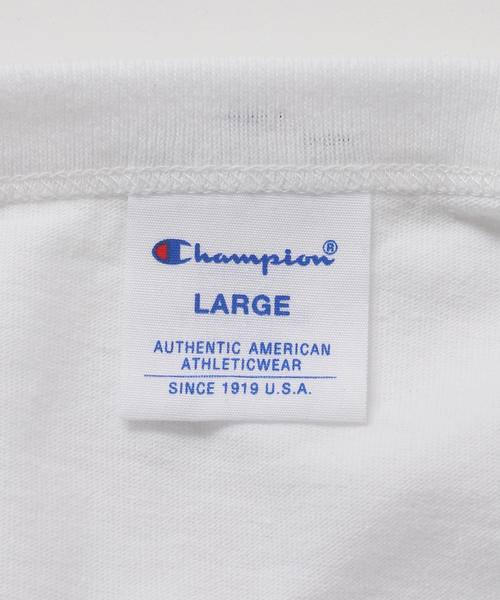 Champion®
LARGE
AUTHENTIC AMERICAN
ATHLETICWEAR
SINCE 1919 U.S.A.